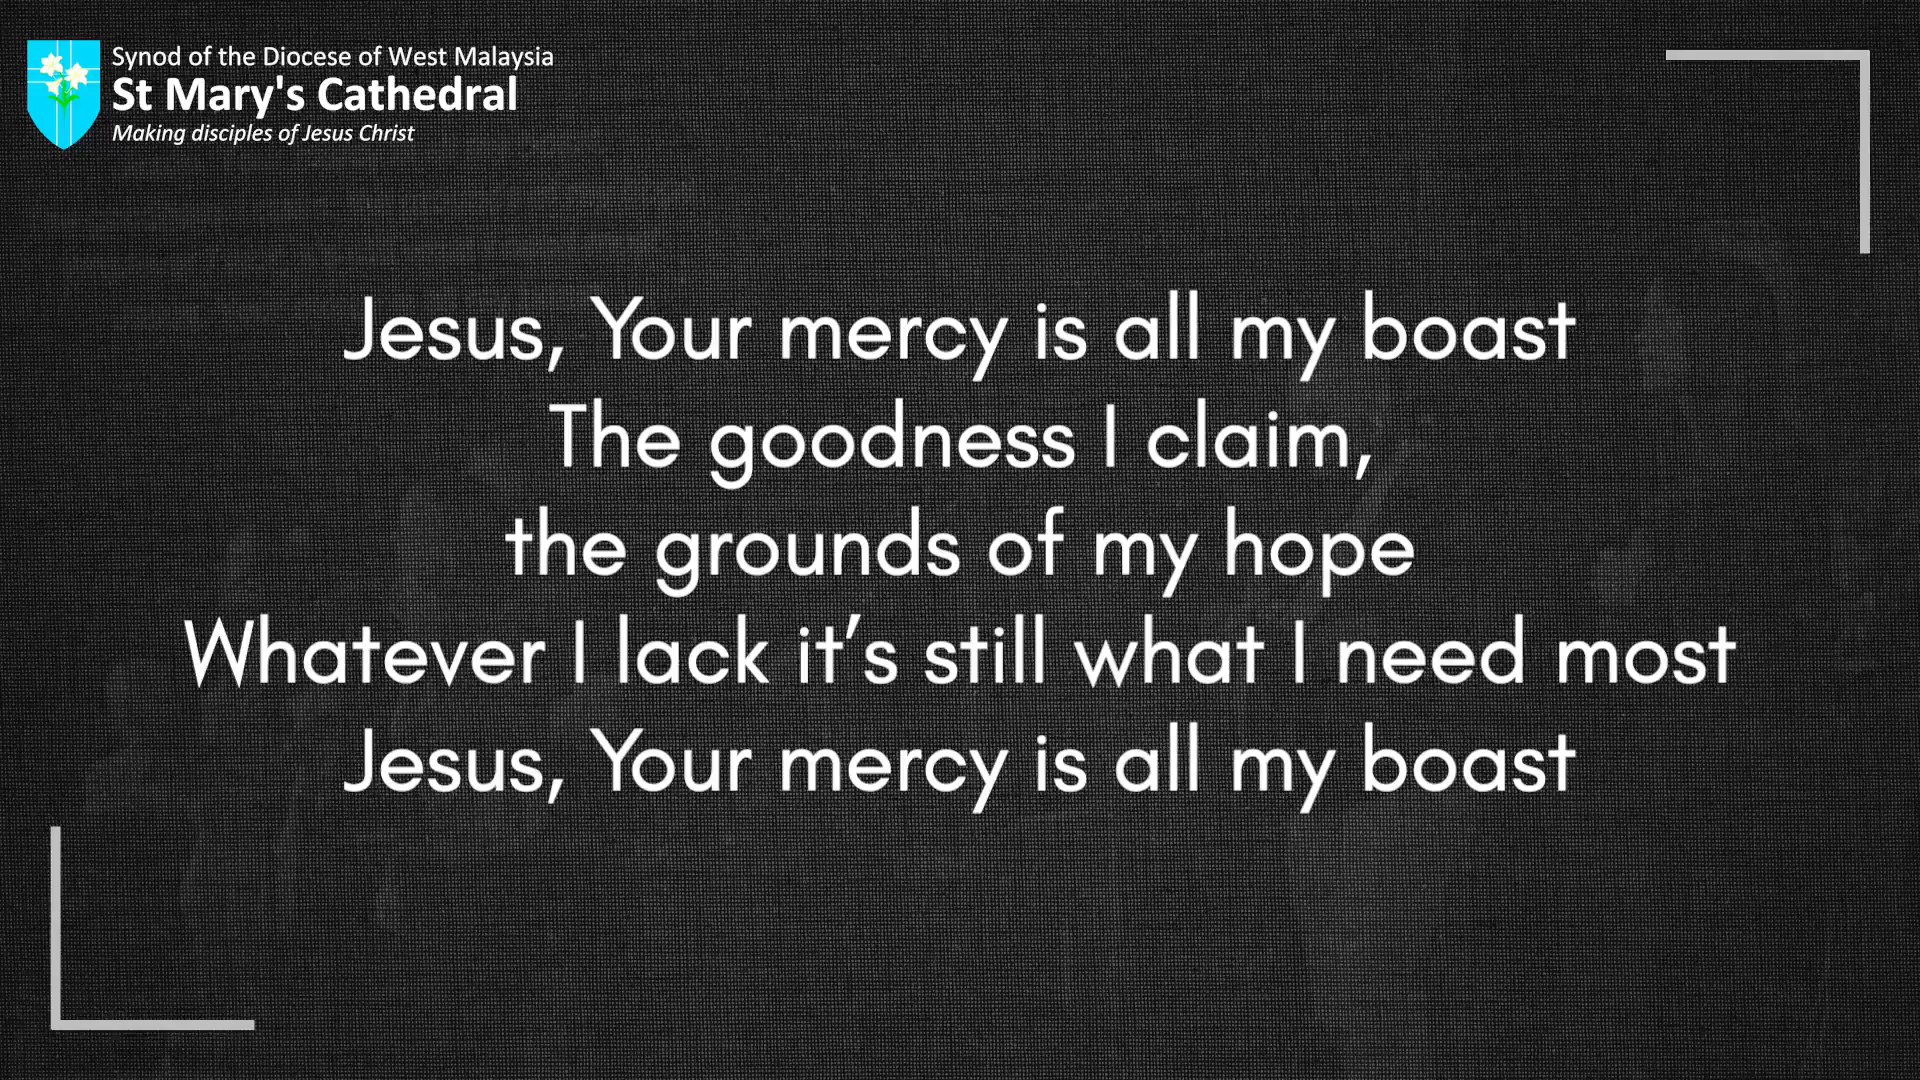 Synod of the Diocese of West Malaysia
St Mary's Cathedral
Making disciples of Jesus Christ
Jesus, Your mercy is all my boast
The goodness I claim,
the grounds of my hope
Whatever I lack it’s still what I need most
Jesus, Your mercy is all my boast